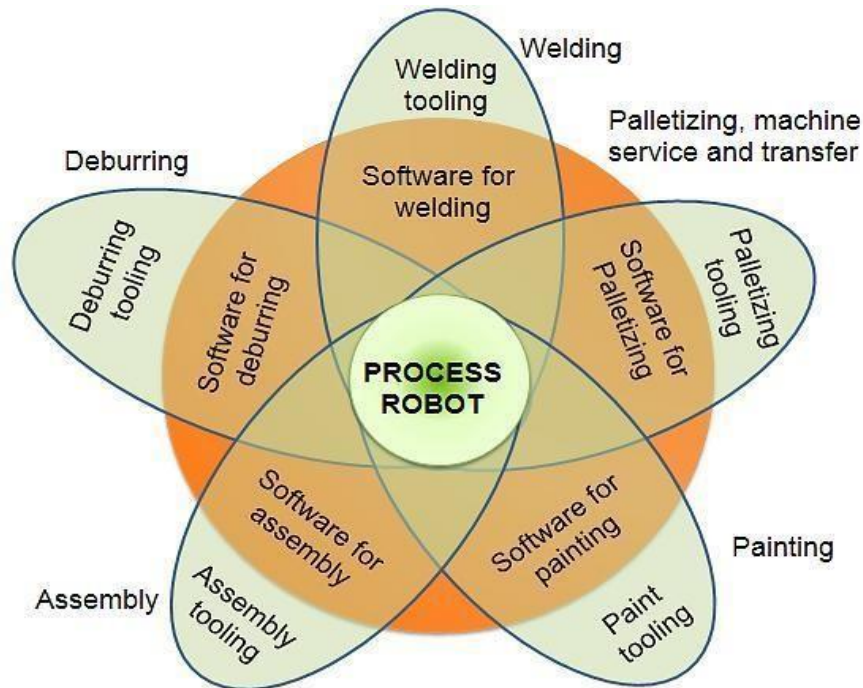 Welding
Welding
tooling
Software for
welding
Palletizing, machine
service and transfer
Palletizing
tooling
Software for
Palletizing
Deburring
Deburring
tooling
Software for
deburring
PROCESS
ROBOT
Software for
assembly
Assembly
tooling
Assembly
Software for
painting
Paint
tooling
Painting